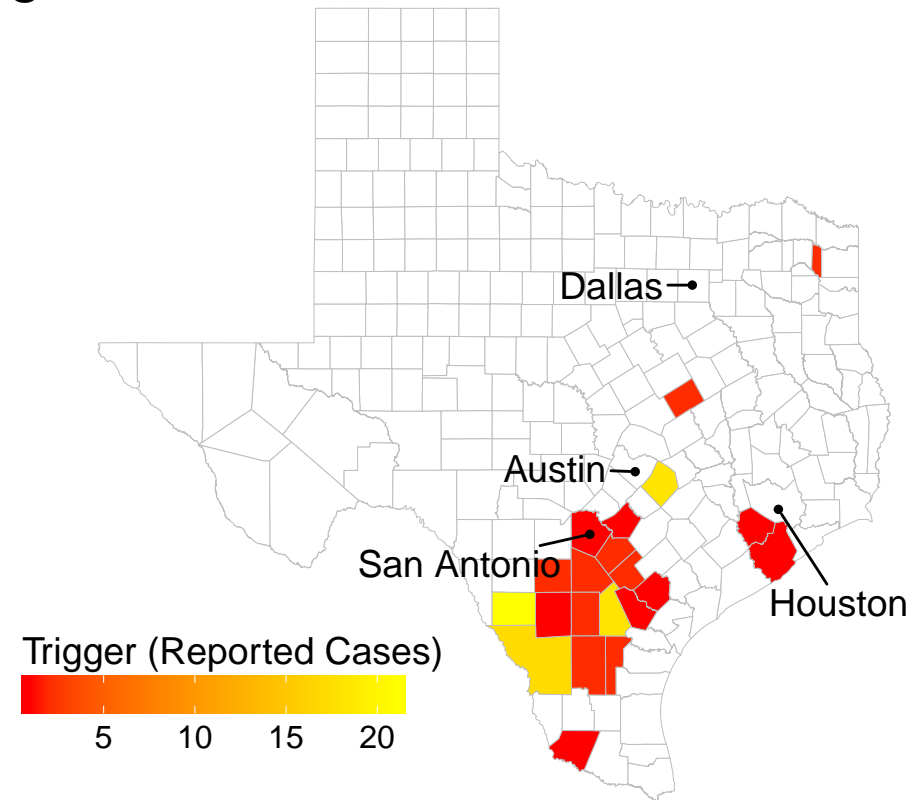 Dallas
Austin
San Antonio
Houston
Trigger (Reported Cases)
5 10 15 20